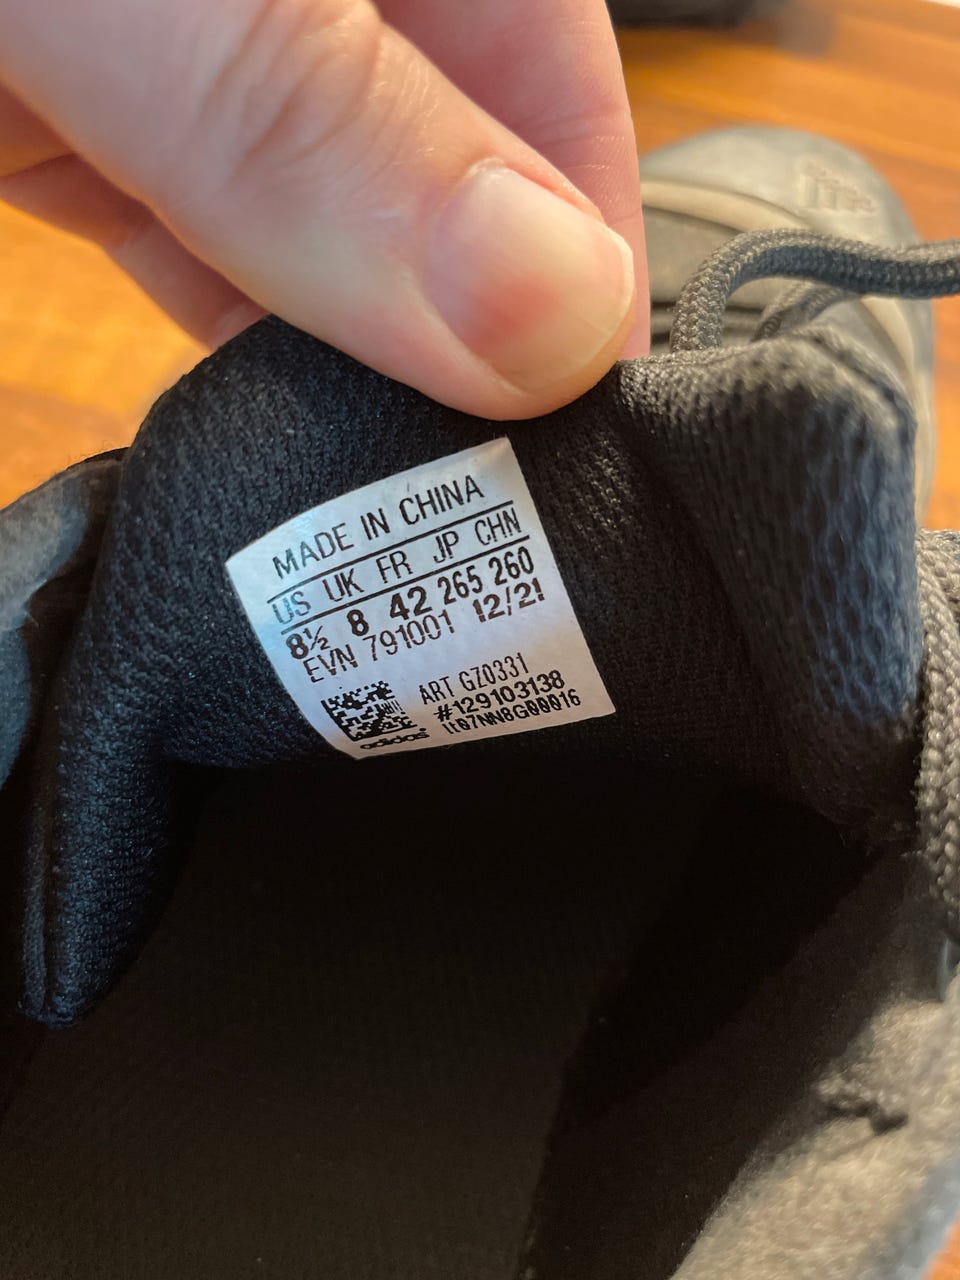 MADE IN CHINA
US UK FR JP CHN
8½ 8 42 265 260
EVN 791001 12/21
ART GZ0331
#129103138
1t07NN8G00016
adidas